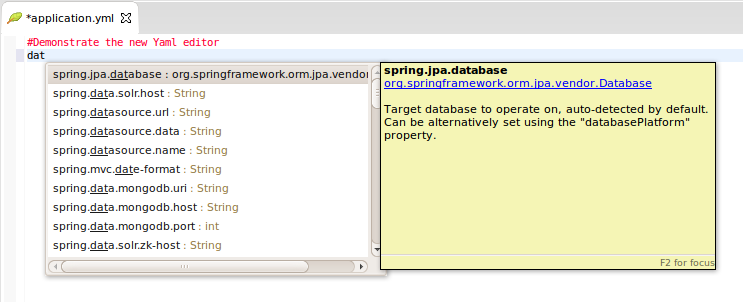 *application.yml
#Demonstrate the new Yaml editor
dat
spring.jpa.database : org.springframework.orm.jpa.vendor
spring.data.solr.host : String
spring.datasource.url : String
spring.datasource.data : String
spring.datasource.name : String
spring.mvc.date-format : String
spring.data.mongodb.uri : String
spring.data.mongodb.host : String
spring.data.mongodb.port : int
spring.data.solr.zk-host : String
spring.jpa.database
org.springframework.orm.jpa.vendor.Database
Target database to operate on, auto-detected by default.
Can be alternatively set using the "databasePlatform"
property.
F2 for focus